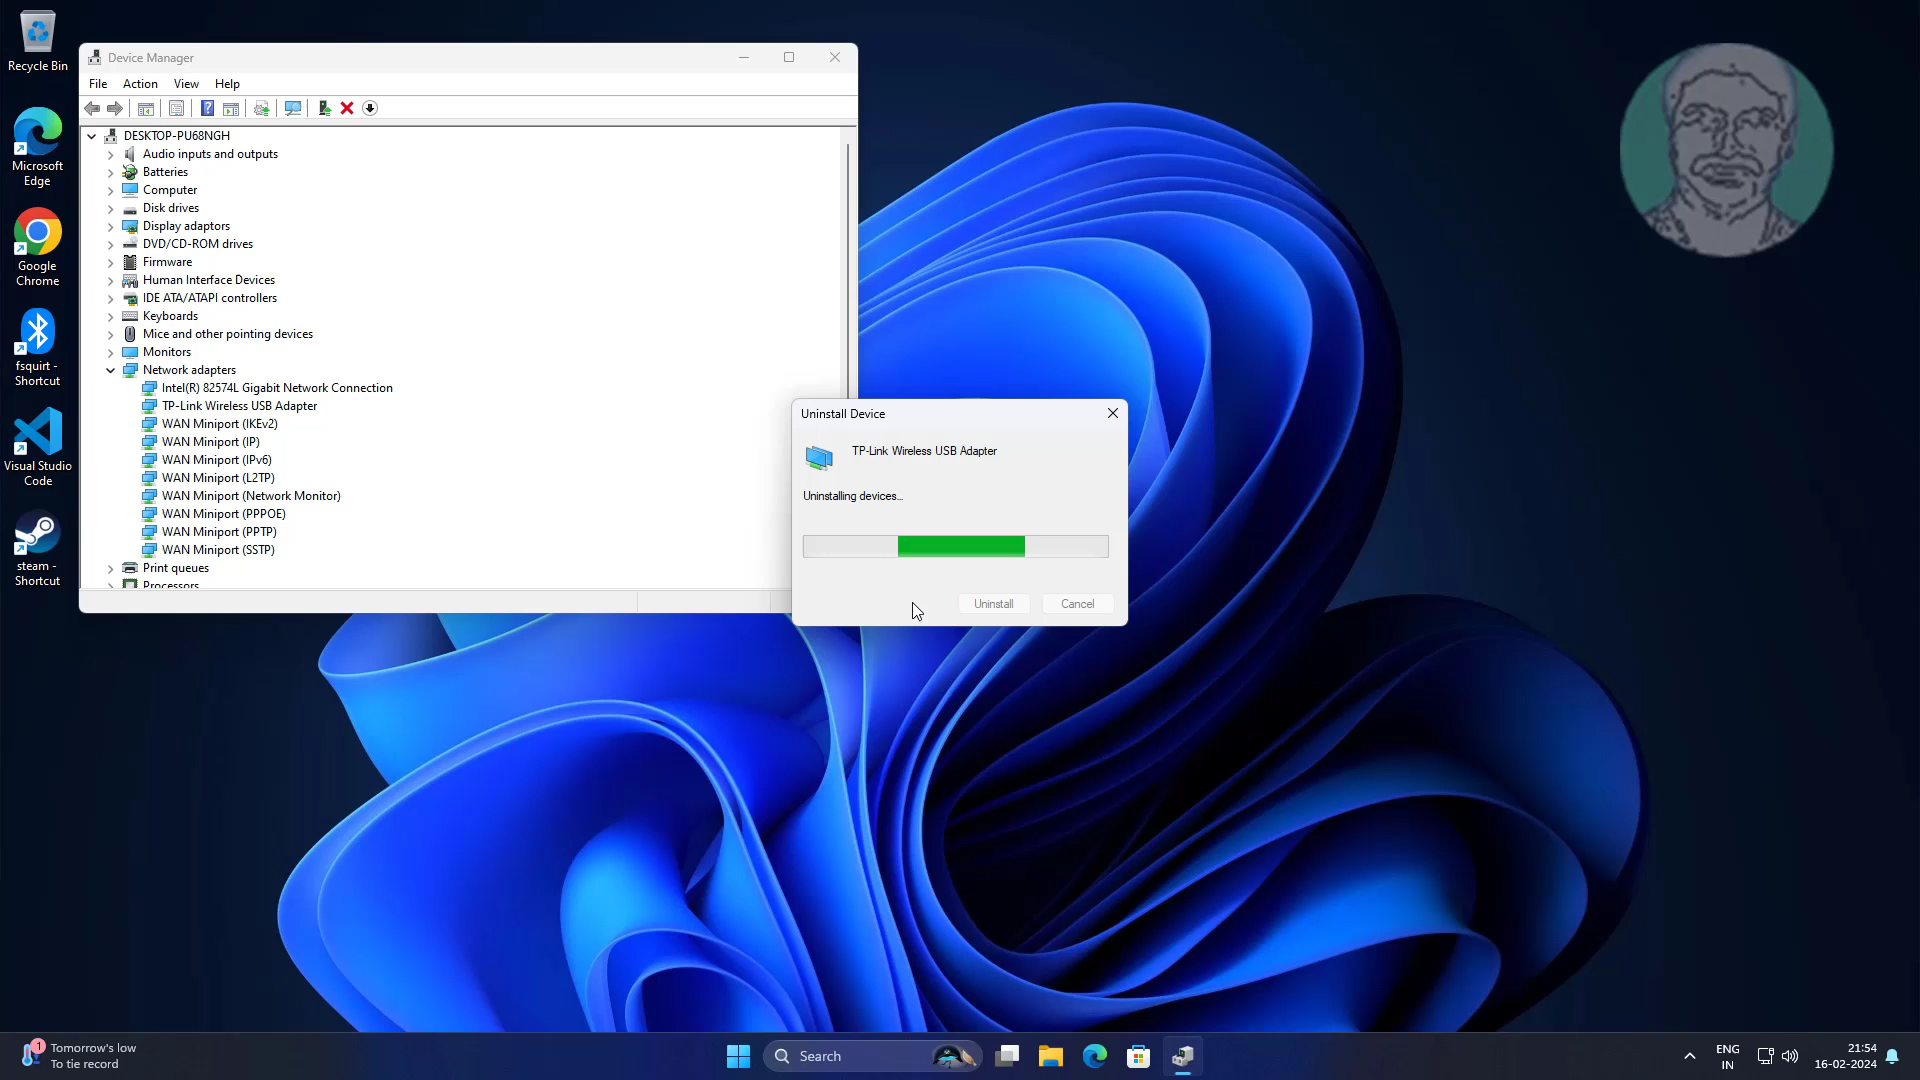 Recycle Bin
Microsoft
Edge
Google
Chrome
fsquirt -
Shortcut
Visual Studio
Code
steam -
Shortcut
Device Manager
File Action View Help
DESKTOP-PU68NGH
Audio inputs and outputs
Batteries
Computer
Disk drives
Display adaptors
DVD/CD-ROM drives
Firmware
Human Interface Devices
IDE ATA/ATAPI controllers
Keyboards
Mice and other pointing devices
Monitors
Network adapters
Intel(R) 82574L Gigabit Network Connection
TP-Link Wireless USB Adapter
WAN Miniport (IKEv2)
WAN Miniport (IP)
WAN Miniport (IPv6)
WAN Miniport (L2TP)
WAN Miniport (Network Monitor)
WAN Miniport (PPPOE)
WAN Miniport (PPTP)
WAN Miniport (SSTP)
Print queues
Processors
Uninstall Device
TP-Link Wireless USB Adapter
Uninstalling devices...
Uninstall Cancel
1
Tomorrow's low
To tie record
Search
ENG
IN
21:54
16-02-2024